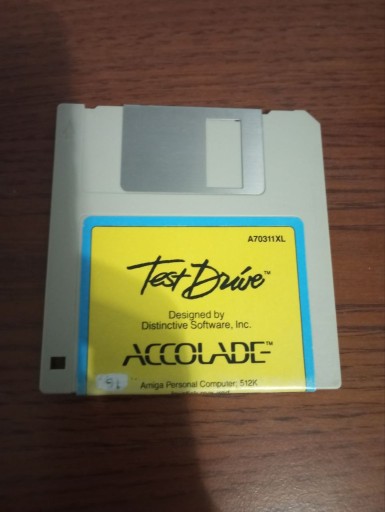 A70311XL
Test Drive™
Designed by
Distinctive Software, Inc.
ACCOLADE™
Amiga Personal Computer, 512K